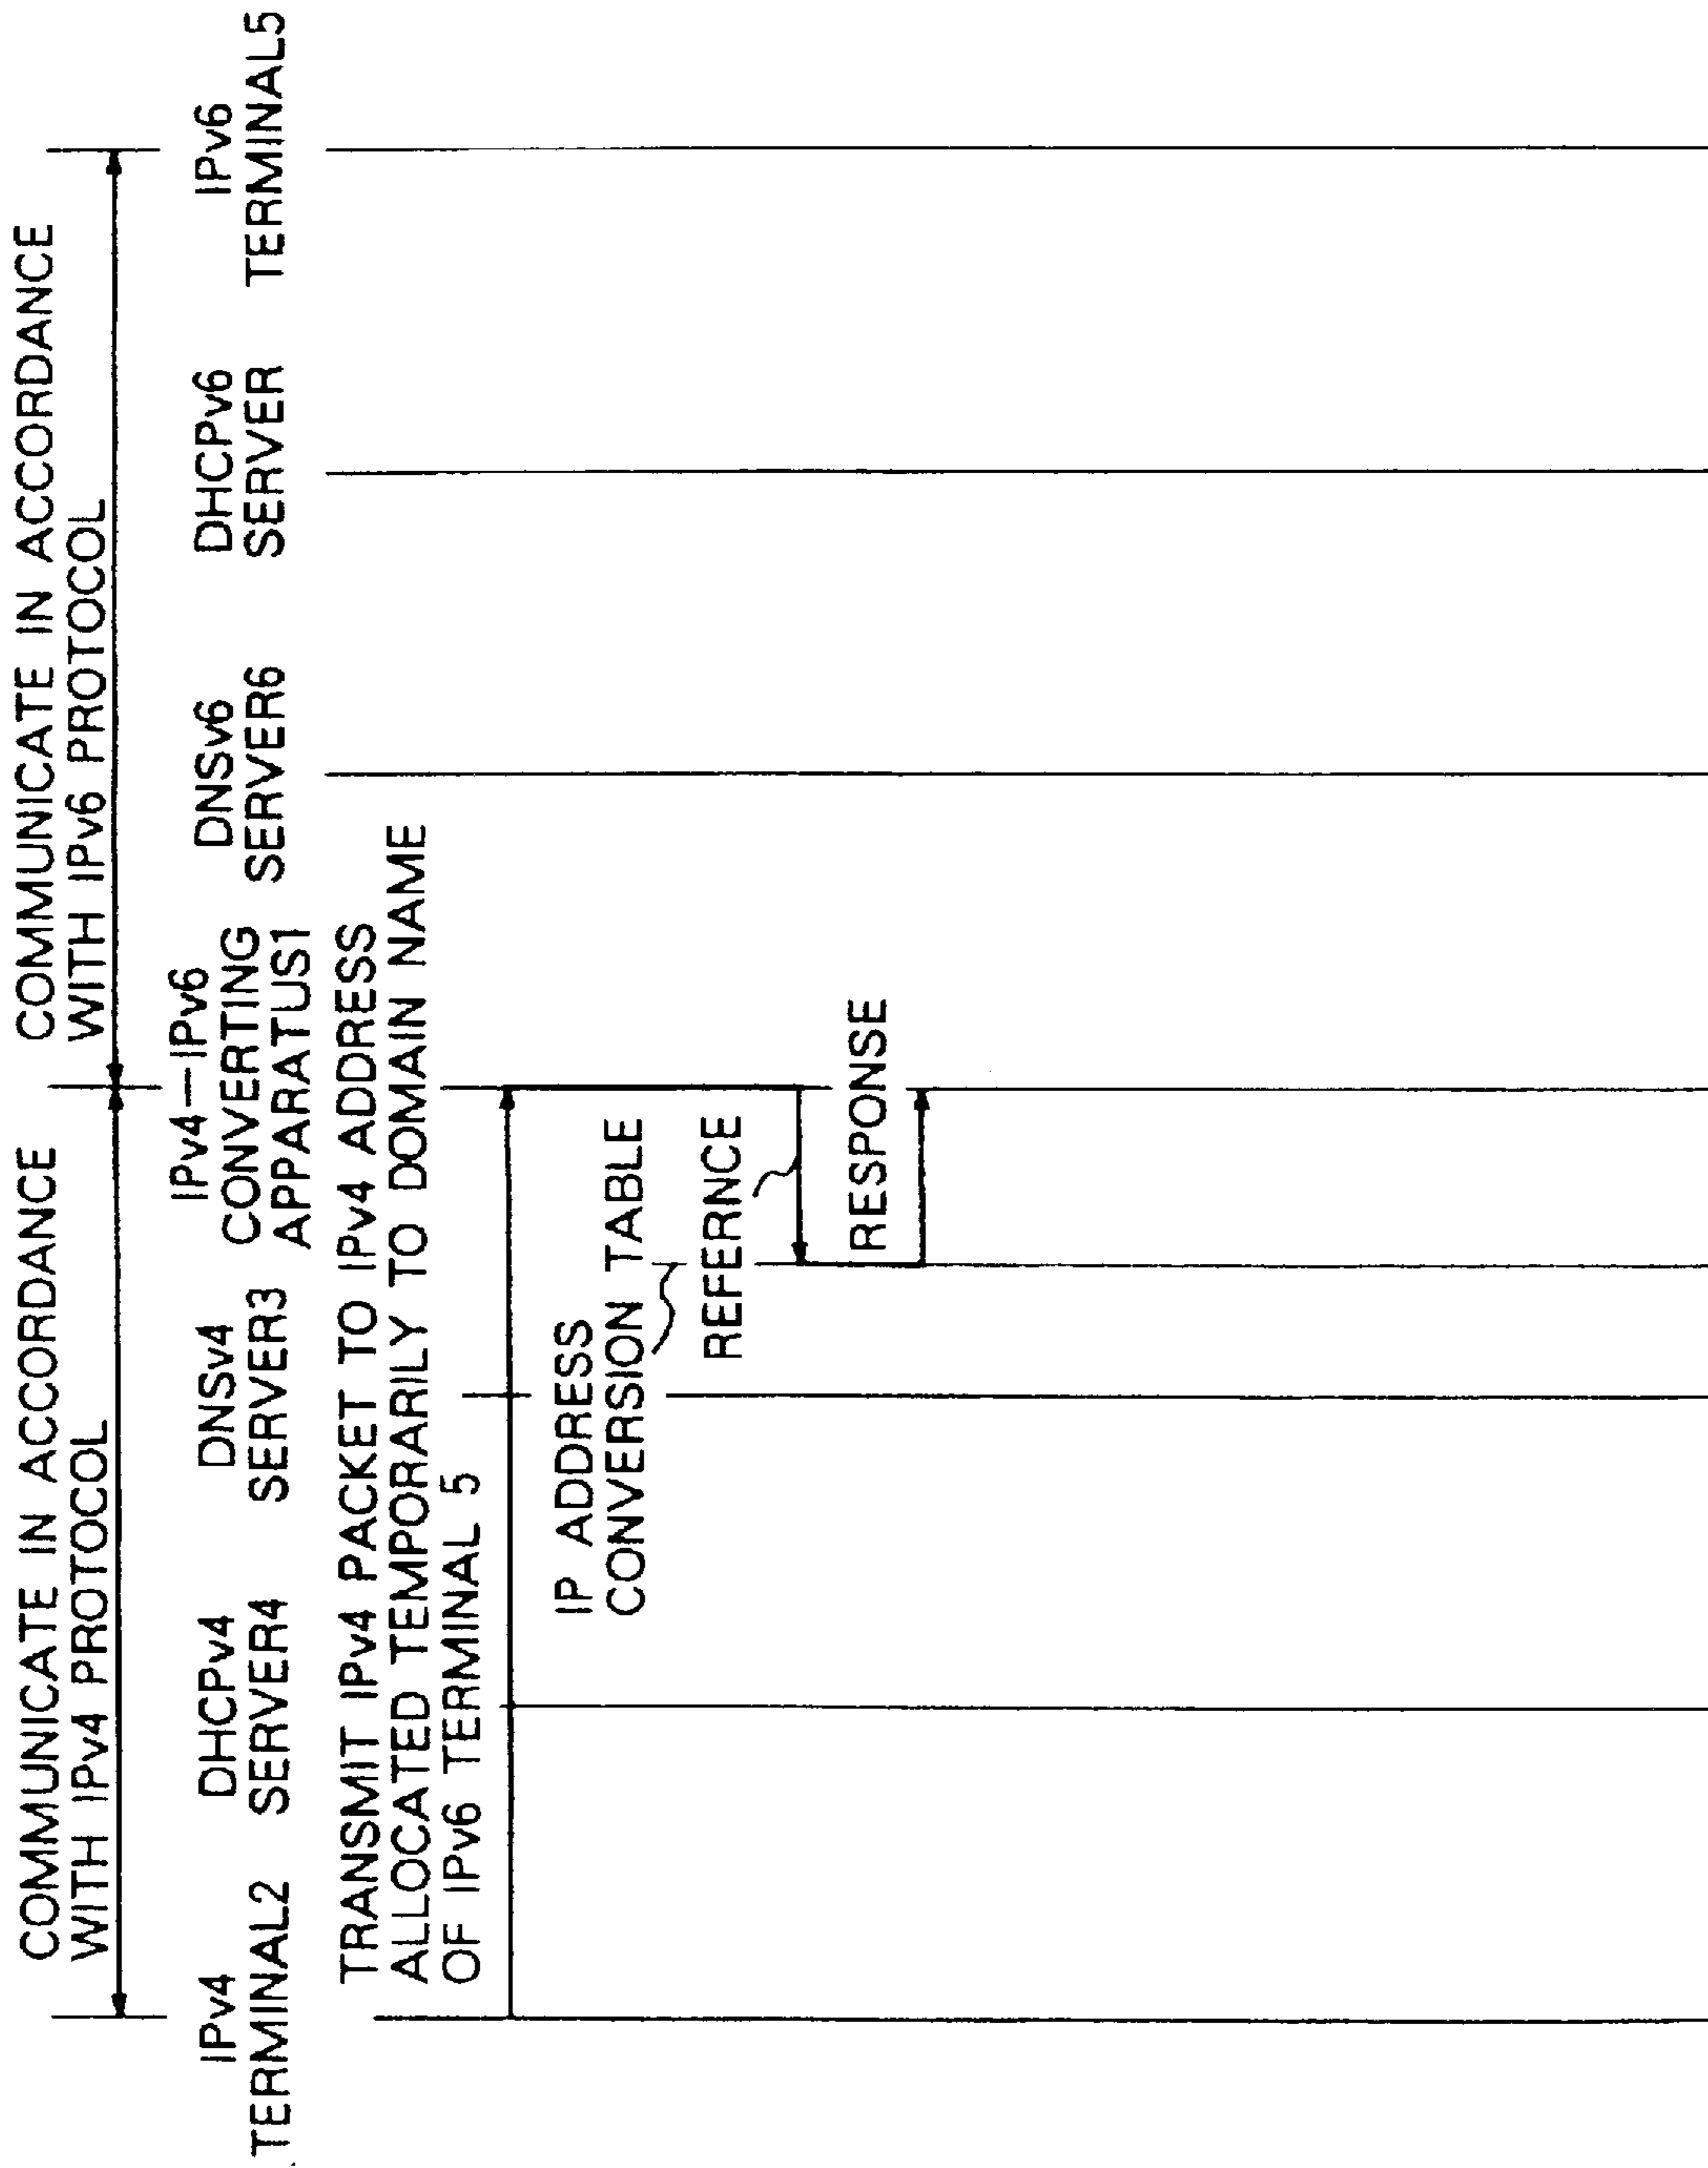 COMMUNICATE IN ACCORDANCE
WITH IPv4 PROTOCOL
COMMUNICATE IN ACCORDANCE
WITH IPv6 PROTOCOL
IPv4
TERMINAL2
DHCPv4
SERVER4
DNSv4
SERVER3
IPv4—IPv6
CONVERTING
APPARATUS1
DNSv6
SERVER6
DHCPv6
SERVER
IPv6
TERMINAL5
TRANSMIT IPv4 PACKET TO IPv4 ADDRESS
ALLOCATED TEMPORARILY TO DOMAIN NAME
OF IPv6 TERMINAL 5
IP ADDRESS
CONVERSION TABLE
REFERNCE
RESPONSE